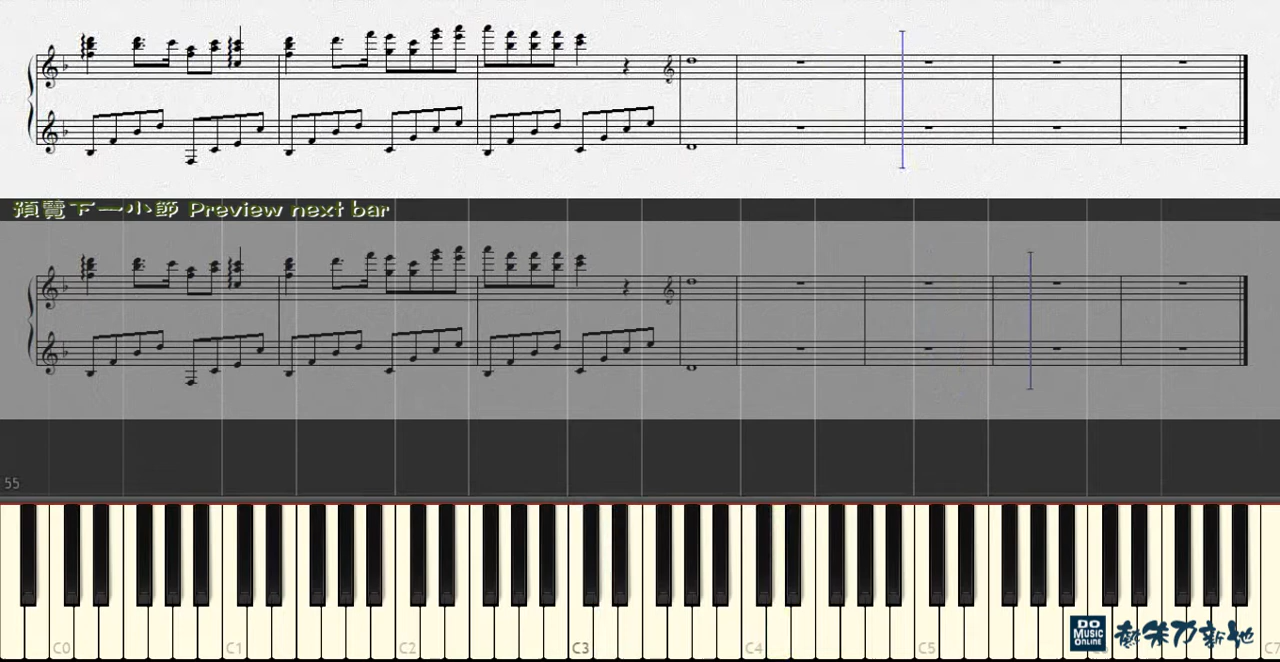 預覽下一小節 Preview next bar
55
C0 C1 C2 C3 C4 C5 C7
DO
MUSIC
ONLINE